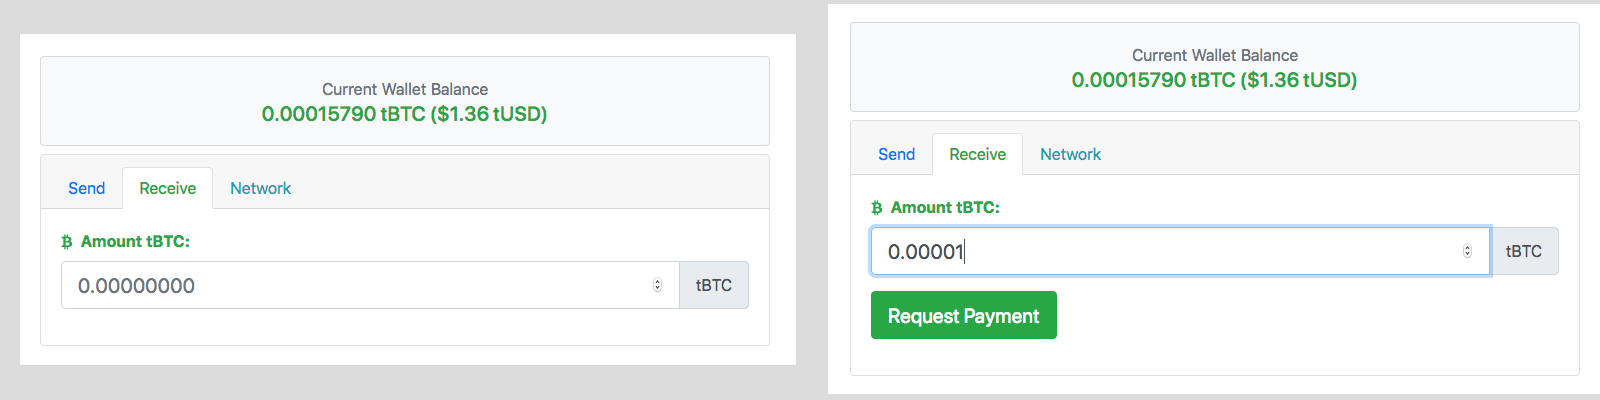 Current Wallet Balance
0.00015790 tBTC ($1.36 tUSD)
Send Receive Network
Amount tBTC:
0.00000000 tBTC
Current Wallet Balance
0.00015790 tBTC ($1.36 tUSD)
Send Receive Network
Amount tBTC:
0.00001 tBTC
Request Payment